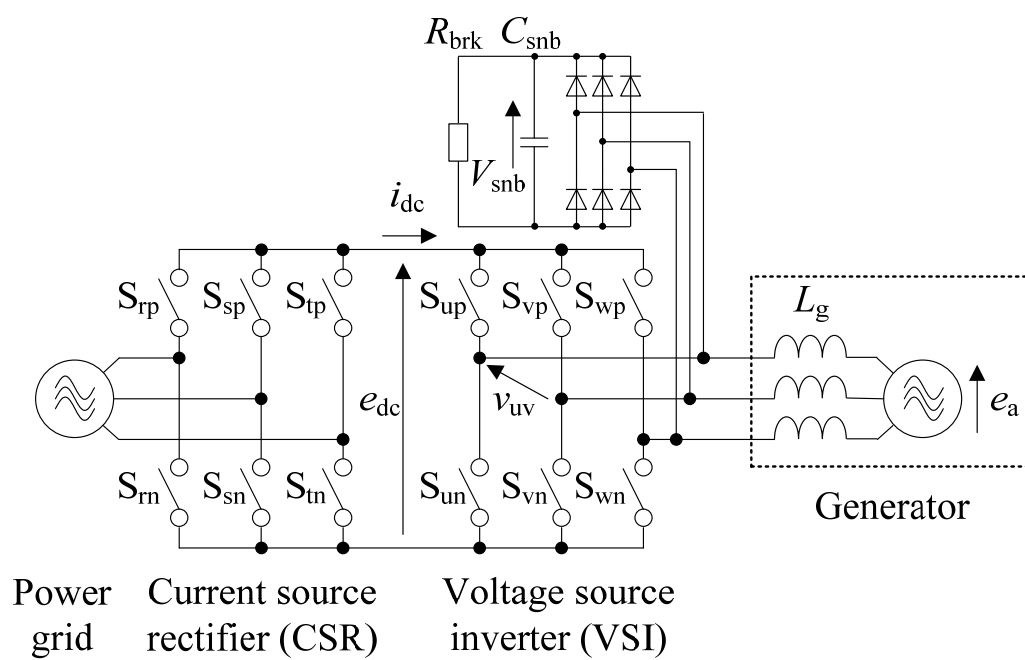 R_brk C_snb
V_snb
i_dc
S_rp S_sp S_tp S_up S_vp S_wp
L_g
e_dc v_uv e_a
S_rn S_sn S_tn S_un S_vn S_wn
Generator
Power
grid
Current source
rectifier (CSR)
Voltage source
inverter (VSI)